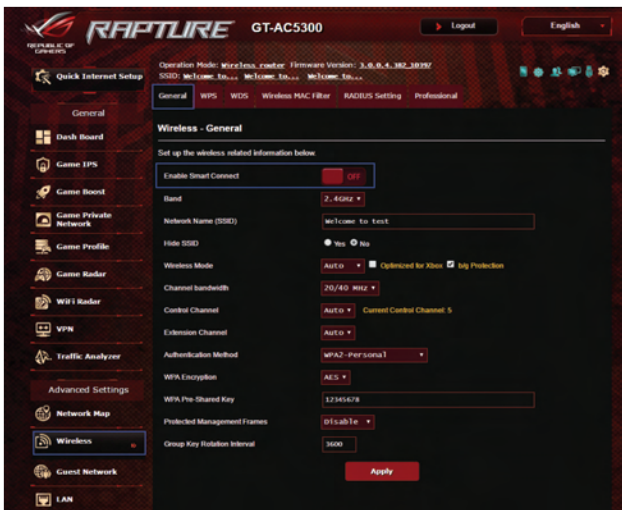 REPUBLIC OF
GAMERS
RAPTURE
GT-AC5300
Logout
English
Quick Internet Setup
Operation Mode: Wireless router Firmware Version: 3.0.0.4.382_10397
SSID: Welcome to... Welcome to... Welcome to...
General WPS WDS Wireless MAC Filter RADIUS Setting Professional
General
Dash Board
Game IPS
Game Boost
Game Private
Network
Game Profile
Game Radar
WiFi Radar
VPN
Traffic Analyzer
Advanced Settings
Network Map
Wireless
Guest Network
LAN
Wireless - General
Set up the wireless related information below.
Enable Smart Connect OFF
Band 2.4GHz
Network Name (SSID) Welcome to test
Hide SSID Yes No
Wireless Mode Auto Optimized for Xbox b/g Protection
Channel bandwidth 20/40 MHz
Control Channel Auto Current Control Channel: 5
Extension Channel Auto
Authentication Method WPA2-Personal
WPA Encryption AES
WPA Pre-Shared Key 12345678
Protected Management Frames Disable
Group Key Rotation Interval 3600
Apply